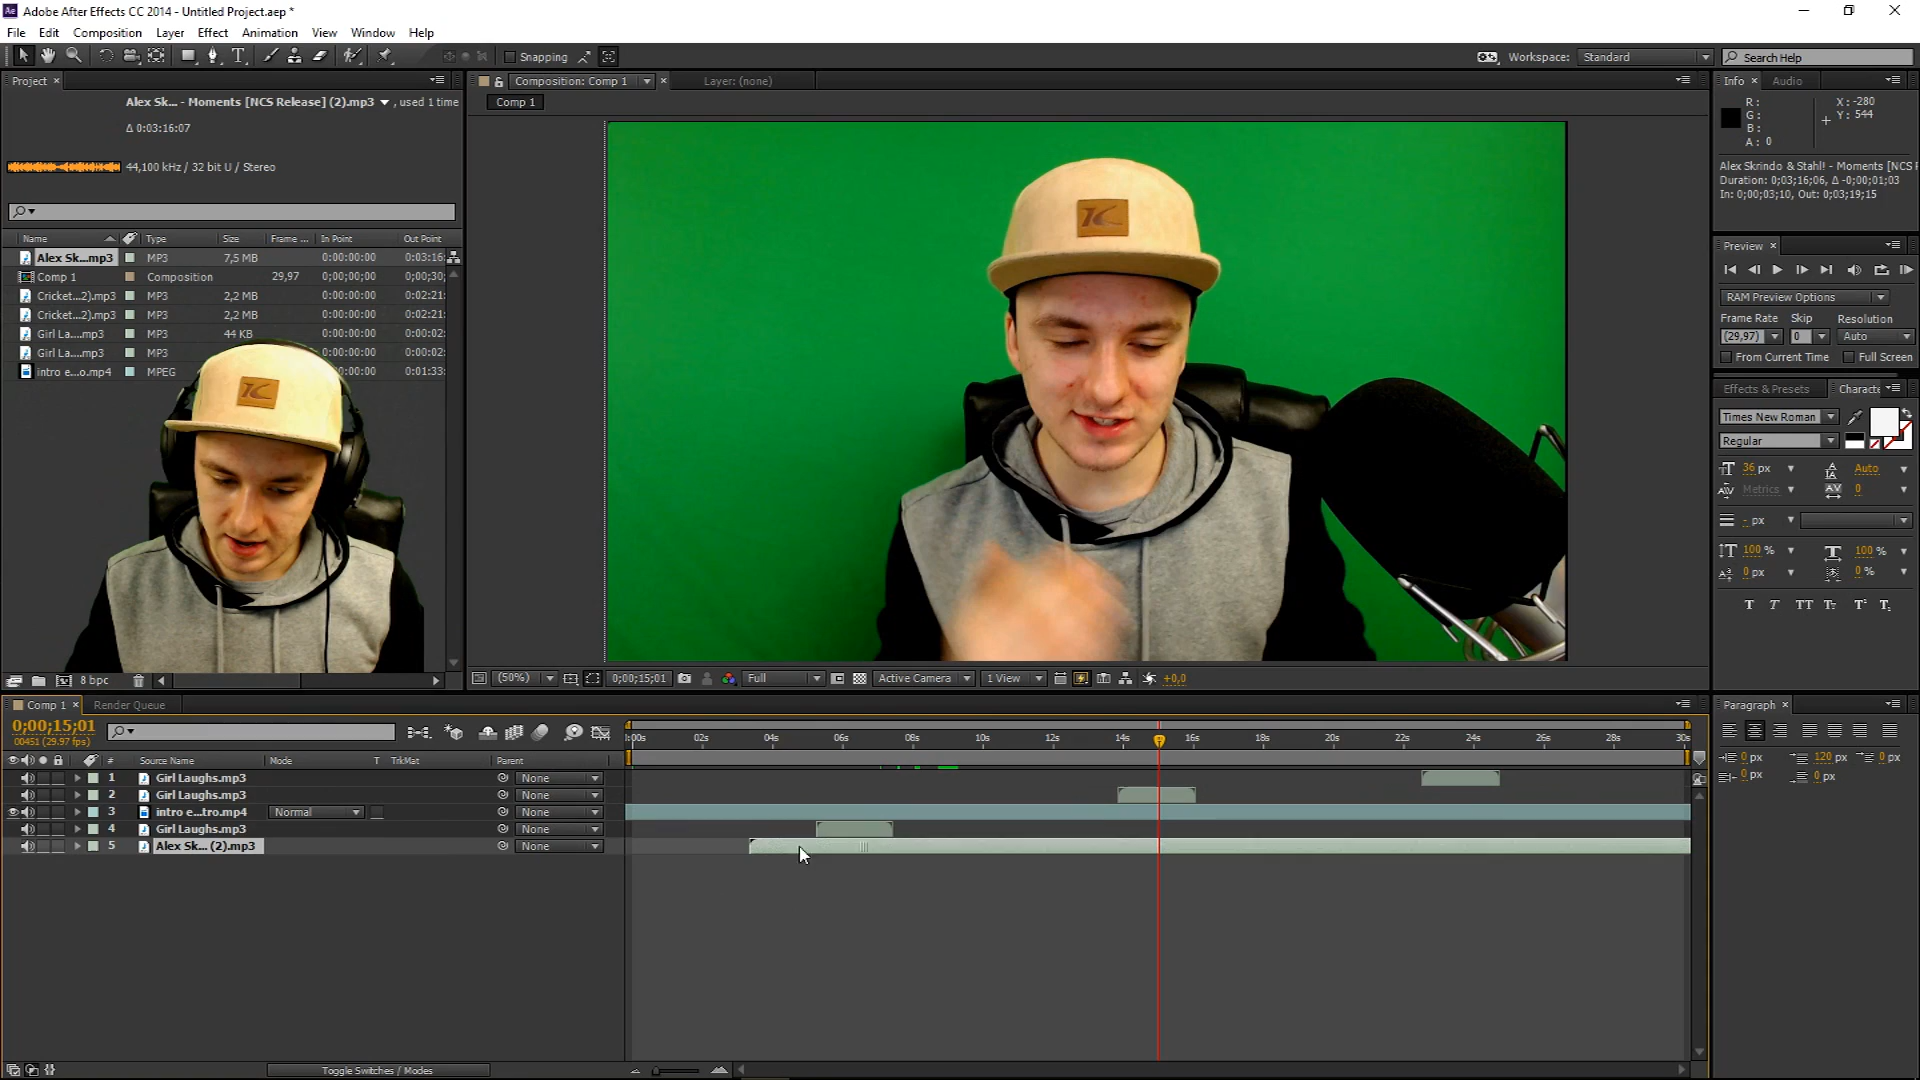 Adobe After Effects CC 2014 - Untitled Project.aep *
File Edit Composition Layer Effect Animation View Window Help
Snapping
Workspace: Standard
Search Help
Project
Alex Sk... - Moments [NCS Release] (2).mp3 , used 1 time
Δ 0:03:16:07
44,100 kHz / 32 bit U / Stereo
Name Type Size Frame ... In Point Out Point
Alex Sk...mp3 MP3 7,5 MB 0:00:00:00 0:03:16:
Comp 1 Composition 29,97 0;00;00;00 0;00;30;
Cricket...2).mp3 MP3 2,2 MB 0:00:00:00 0:02:21:
Cricket...2).mp3 MP3 2,2 MB 0:00:00:00 0:02:21:
Girl La....mp3 MP3 44 KB 0:00:00:00 0:00:02:
Girl La....mp3 MP3 0:00:00:00 0:00:02:
intro e...o.mp4 MPEG :00:00 0:01:33:
8 bpc
Composition: Comp 1
Layer: (none)
Comp 1
(50%) 0;00;15;01 Full Active Camera 1 View +0,0
Info Audio
R: X: -280
G: Y: 544
B:
A: 0
Alex Skrindo & Stahl! - Moments [NCS R
Duration: 0;03;16;06, Δ -0;00;01;03
In: 0;00;03;10, Out: 0;03;19;15
Preview
RAM Preview Options
Frame Rate Skip Resolution
(29,97) 0 Auto
From Current Time Full Screen
Effects & Presets Characte
Times New Roman
Regular
36 px Auto
Metrics 0
- px
100 % 100 %
0 px 0 %
T T TT Tr T T
Paragraph
0 px 120 px 0 px
0 px 0 px
Comp 1 Render Queue
0;00;15;01
00451 (29.97 fps)
# Source Name Mode T TrkMat Parent
1 Girl Laughs.mp3 None
2 Girl Laughs.mp3 None
3 intro e...tro.mp4 Normal None
4 Girl Laughs.mp3 None
5 Alex Sk... (2).mp3 None
:00s 02s 04s 06s 08s 10s 12s 14s 16s 18s 20s 22s 24s 26s 28s 30s
Toggle Switches / Modes